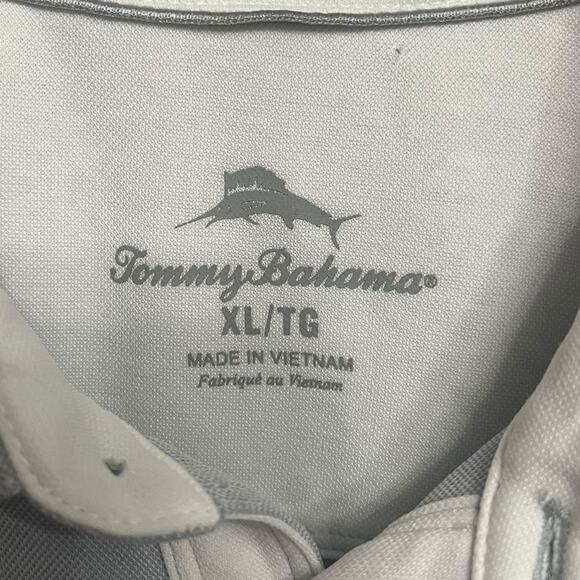 Tommy Bahama®
XL/TG
MADE IN VIETNAM
Fabriqué au Vietnam